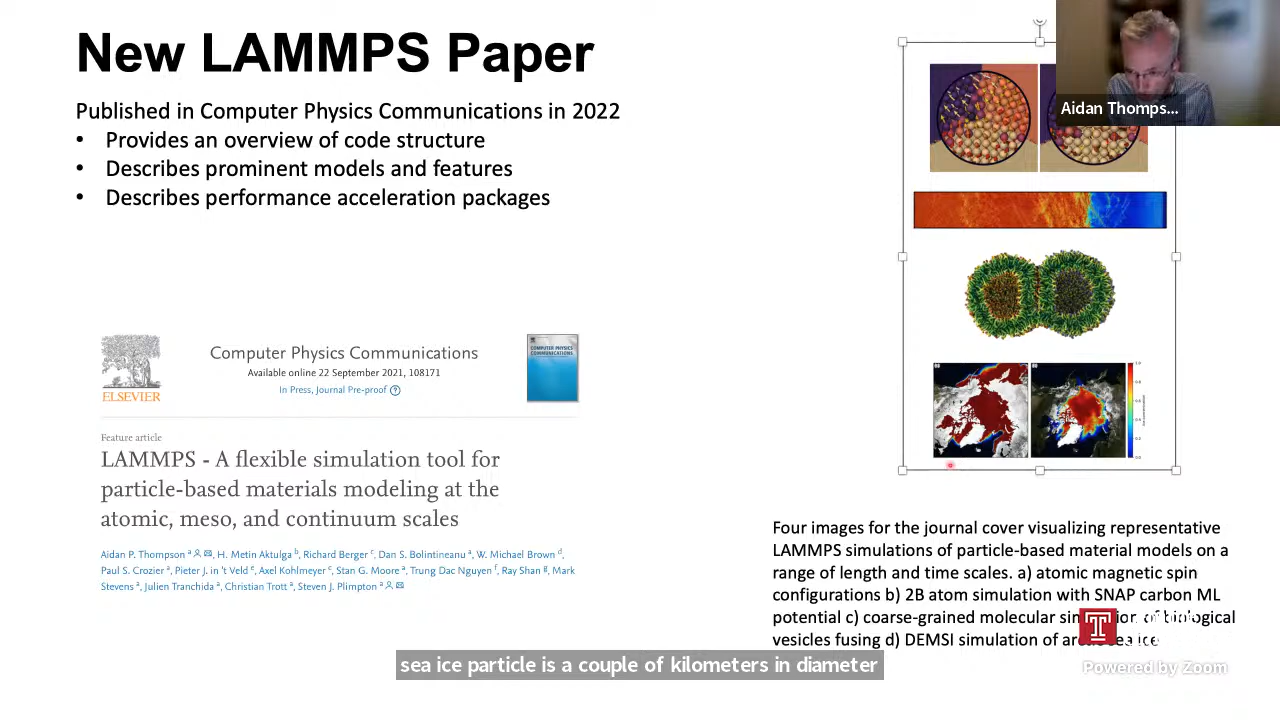 New LAMMPS Paper
Published in Computer Physics Communications in 2022
• Provides an overview of code structure
• Describes prominent models and features
• Describes performance acceleration packages
Aidan Thomps...
ELSEVIER
Computer Physics Communications
Available online 22 September 2021, 108171
In Press, Journal Pre-proof ?
COMPUTER PHYSICS
COMMUNICATIONS
Feature article
LAMMPS - A flexible simulation tool for
particle-based materials modeling at the
atomic, meso, and continuum scales
Aidan P. Thompson a, H. Metin Aktulga b, Richard Berger c, Dan S. Bolintineanu a, W. Michael Brown d,
Paul S. Crozier a, Pieter J. in 't Veld e, Axel Kohlmeyer c, Stan G. Moore a, Trung Dac Nguyen f, Ray Shan g, Mark
Stevens a, Julien Tranchida a, Christian Trott a, Steven J. Plimpton a
Four images for the journal cover visualizing representative
LAMMPS simulations of particle-based material models on a
range of length and time scales. a) atomic magnetic spin
configurations b) 2B atom simulation with SNAP carbon ML
potential c) coarse-grained molecular
vesicles fusing d) DEMSI simulation of
sea ice particle is a couple of kilometers in diameter
Powered by Zoom